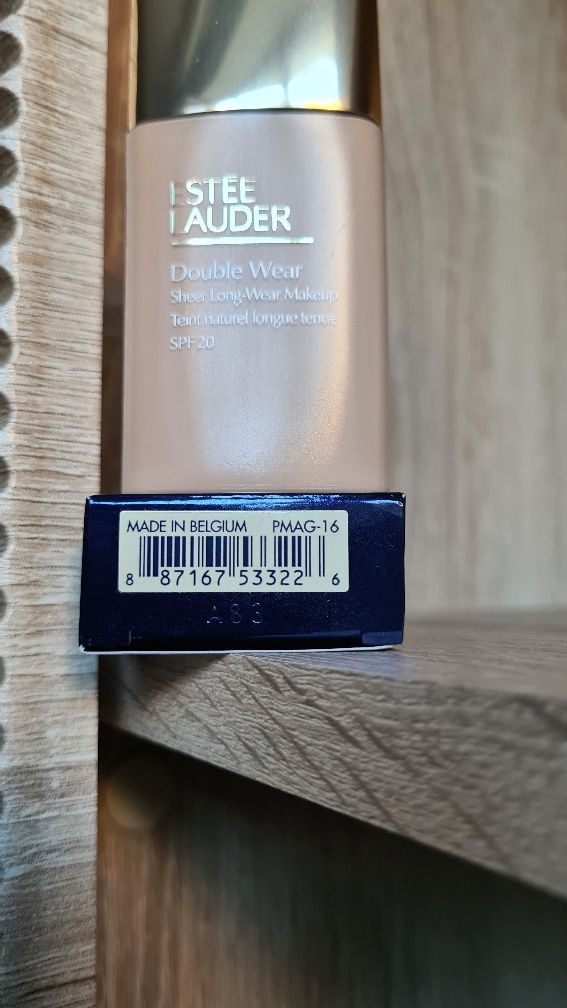 ESTĒE
LAUDER
Double Wear
Sheer Long-Wear Makeup
Teint naturel longue tenue
SPF 20
MADE IN BELGIUM PMAG-16
8 87167 53322 6
A83